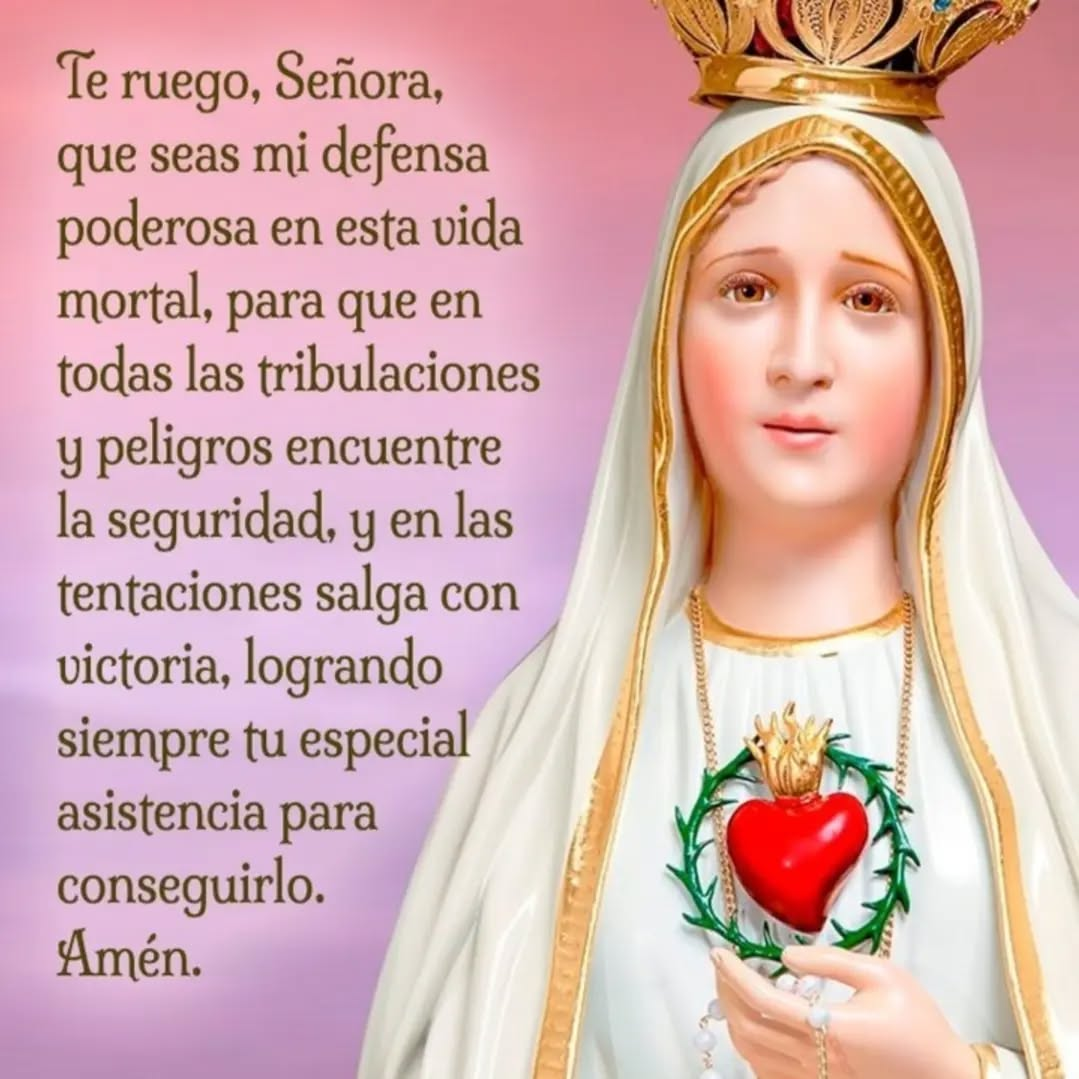 Te ruego, Señora,
que seas mi defensa
poderosa en esta vida
mortal, para que en
todas las tribulaciones
y peligros encuentre
la seguridad, y en las
tentaciones salga con
victoria, logrando
siempre tu especial
asistencia para
conseguirlo.
Amén.